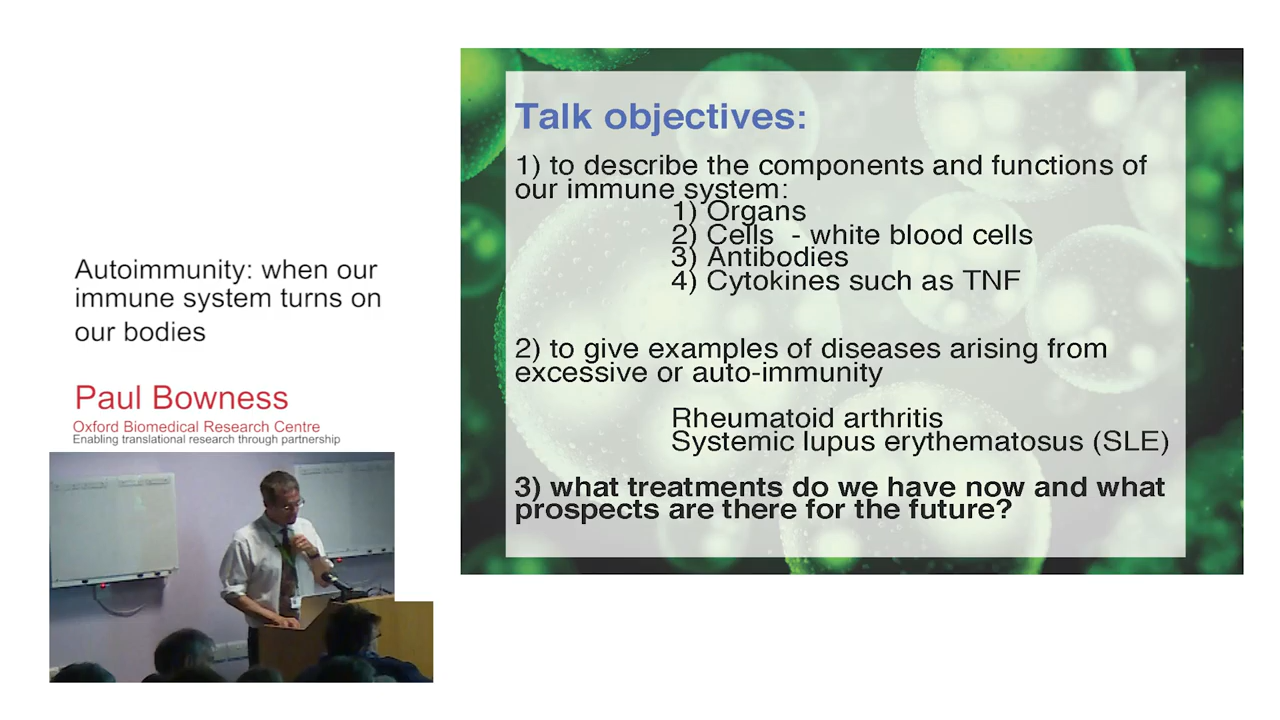 Autoimmunity: when our
immune system turns on
our bodies
Paul Bowness
Oxford Biomedical Research Centre
Enabling translational research through partnership
Talk objectives:
1) to describe the components and functions of
our immune system:
1) Organs
2) Cells - white blood cells
3) Antibodies
4) Cytokines such as TNF
2) to give examples of diseases arising from
excessive or auto-immunity
Rheumatoid arthritis
Systemic lupus erythematosus (SLE)
3) what treatments do we have now and what
prospects are there for the future?